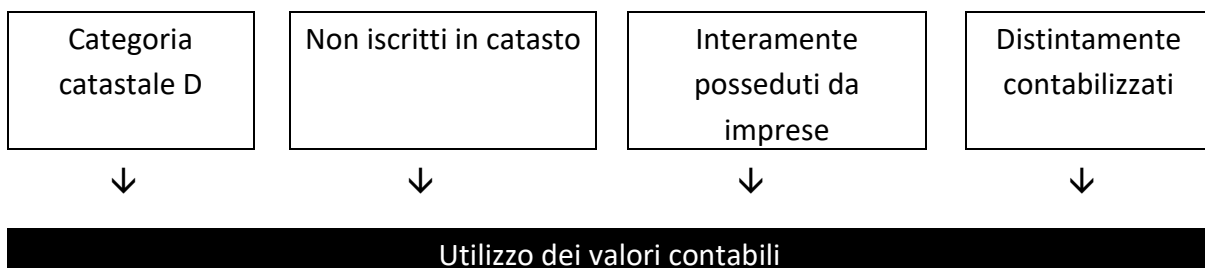 Categoria
catastale D
Non iscritti in catasto
Interamente
posseduti da
imprese
Distintamente
contabilizzati
↓ ↓ ↓ ↓
Utilizzo dei valori contabili